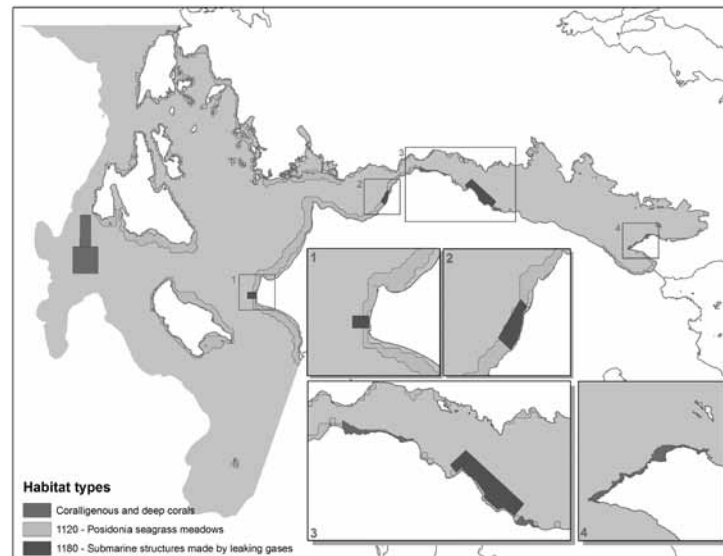 3
2
4
1
1
2
3
4
Habitat types
Coralligenous and deep corals
1120 - Posidonia seagrass meadows
1180 - Submarine structures made by leaking gases